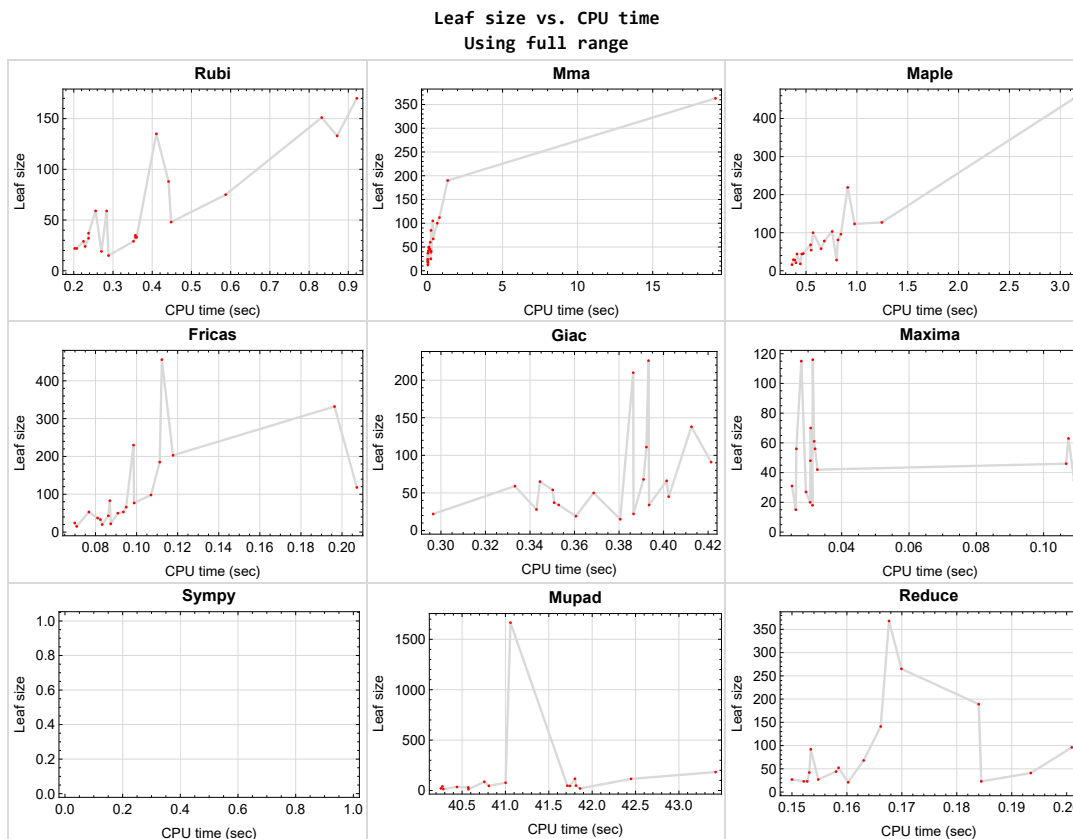 Leaf size vs. CPU time
Using full range
Rubi
Leaf size
150
100
50
0
0.2 0.3 0.4 0.5 0.6 0.7 0.8 0.9
CPU time (sec)
Mma
Leaf size
350
300
250
200
150
100
50
0
0 5 10 15
CPU time (sec)
Maple
Leaf size
400
300
200
100
0
0.5 1.0 1.5 2.0 2.5 3.0
CPU time (sec)
Fricas
Leaf size
400
300
200
100
0
0.08 0.10 0.12 0.14 0.16 0.18 0.20
CPU time (sec)
Giac
Leaf size
200
150
100
50
0
0.30 0.32 0.34 0.36 0.38 0.40 0.42
CPU time (sec)
Maxima
Leaf size
120
100
80
60
40
20
0
0.04 0.06 0.08 0.10
CPU time (sec)
Sympy
Leaf size
1.0
0.8
0.6
0.4
0.2
0.0
0.0 0.2 0.4 0.6 0.8 1.0
CPU time (sec)
Mupad
Leaf size
1500
1000
500
0
40.5 41.0 41.5 42.0 42.5 43.0
CPU time (sec)
Reduce
Leaf size
350
300
250
200
150
100
50
0
0.15 0.16 0.17 0.18 0.19 0.20
CPU time (sec)